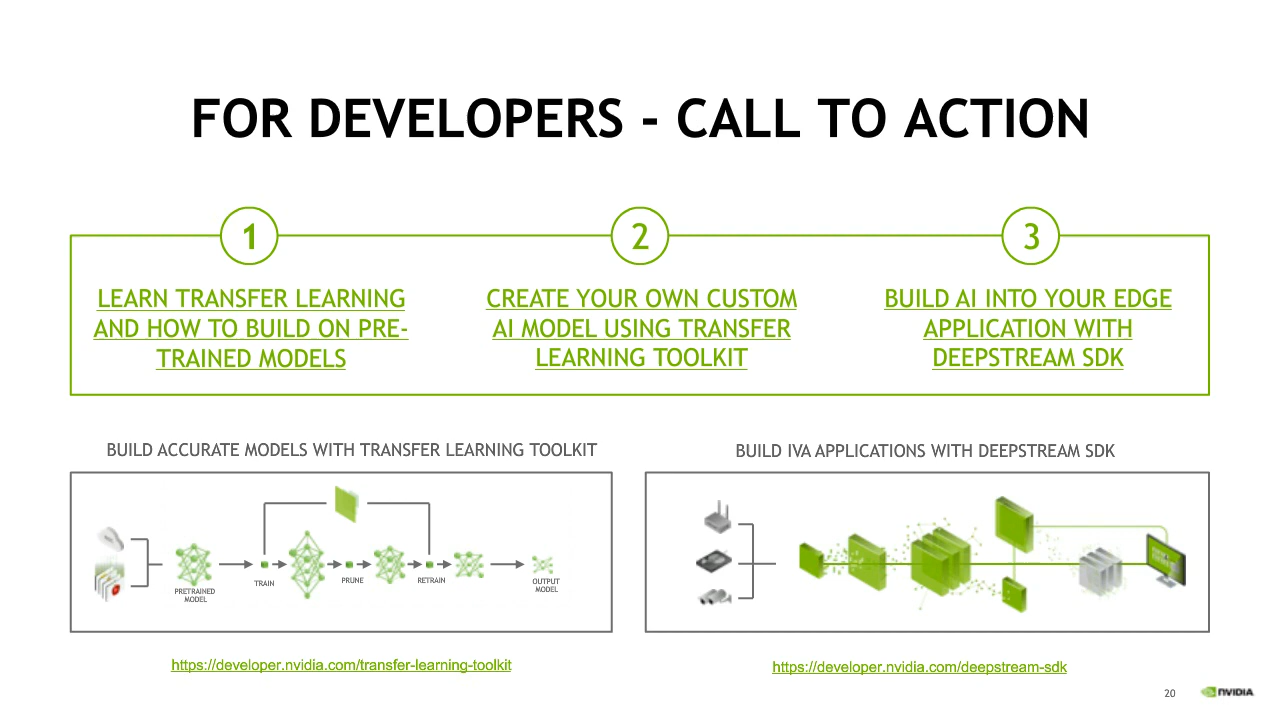 FOR DEVELOPERS - CALL TO ACTION
1
LEARN TRANSFER LEARNING
AND HOW TO BUILD ON PRE-
TRAINED MODELS
2
CREATE YOUR OWN CUSTOM
AI MODEL USING TRANSFER
LEARNING TOOLKIT
3
BUILD AI INTO YOUR EDGE
APPLICATION WITH
DEEPSTREAM SDK
BUILD ACCURATE MODELS WITH TRANSFER LEARNING TOOLKIT
PRETRAINED
MODEL
TRAIN
PRUNE
RETRAIN
OUTPUT
MODEL
https://developer.nvidia.com/transfer-learning-toolkit
BUILD IVA APPLICATIONS WITH DEEPSTREAM SDK
https://developer.nvidia.com/deepstream-sdk
20
NVIDIA